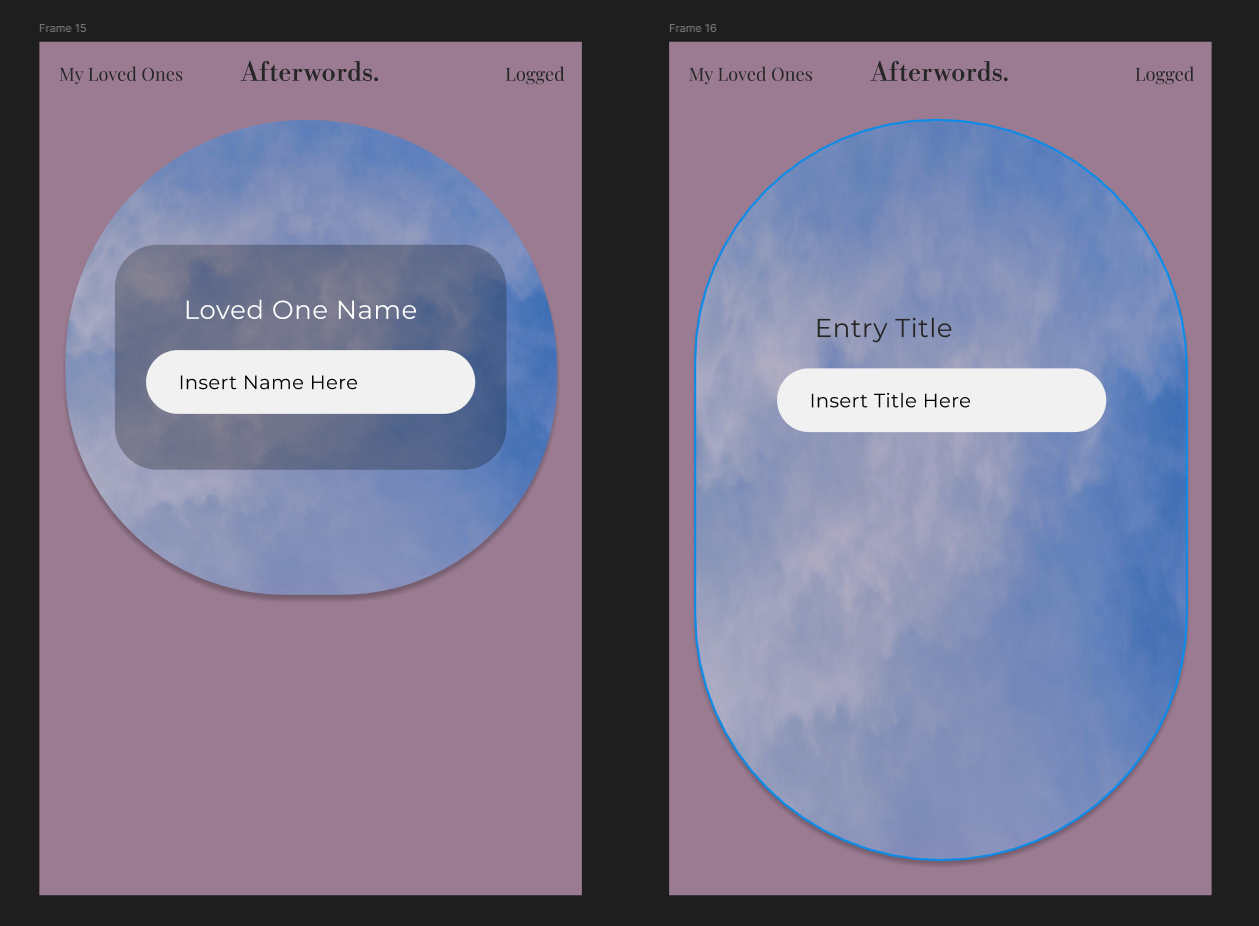 Frame 15
My Loved Ones
Afterwords.
Logged
Loved One Name
Insert Name Here
Frame 16
My Loved Ones
Afterwords.
Logged
Entry Title
Insert Title Here